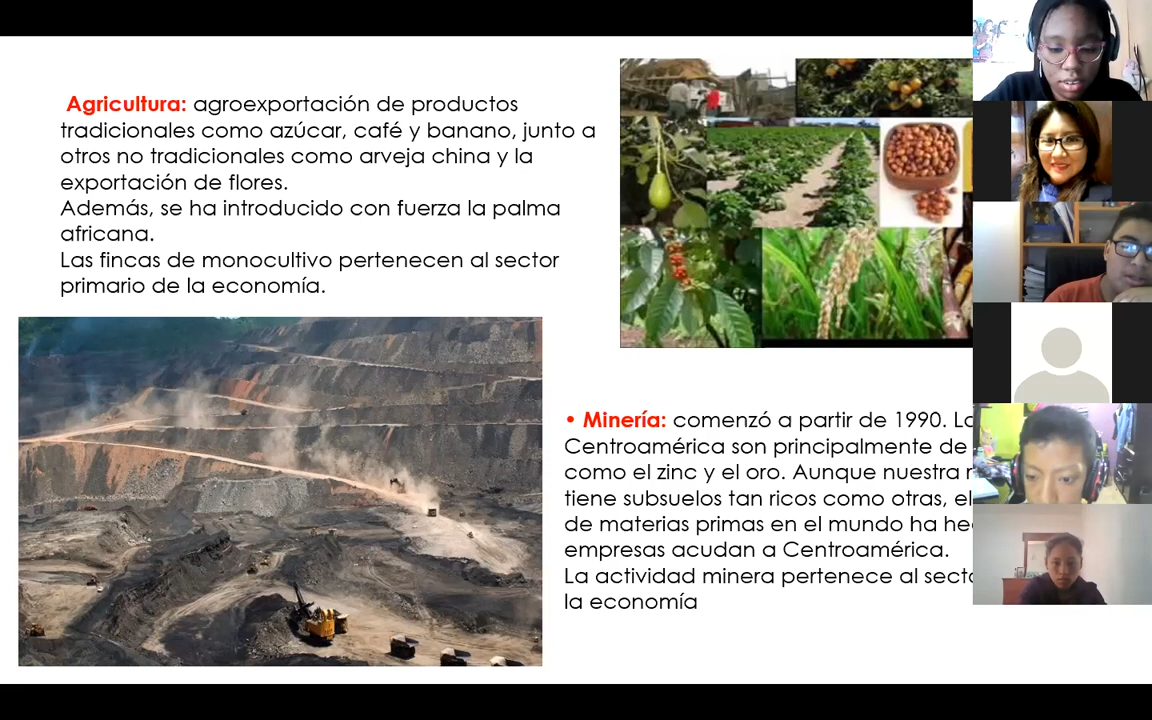 Agricultura: agroexportación de productos
tradicionales como azúcar, café y banano, junto a
otros no tradicionales como arveja china y la
exportación de flores.
Además, se ha introducido con fuerza la palma
africana.
Las fincas de monocultivo pertenecen al sector
primario de la economía.
• Minería: comenzó a partir de 1990.
Centroamérica son principalmente de
como el zinc y el oro. Aunque nuestra
tiene subsuelos tan ricos como otras, el
de materias primas en el mundo ha
empresas acudan a Centroamérica.
La actividad minera pertenece al
la economía